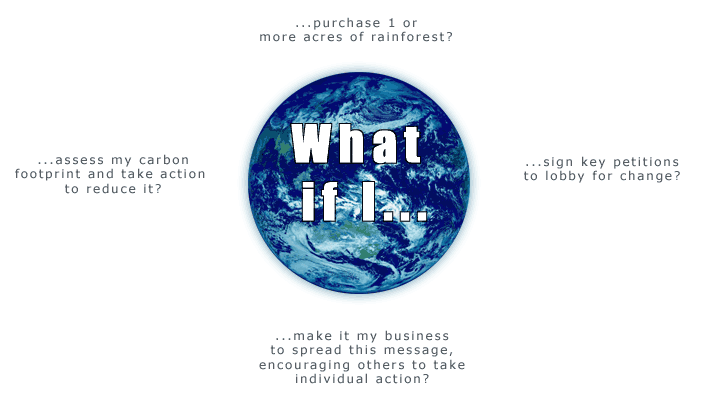 ...purchase 1 or
more acres of rainforest?
What
if I...
...assess my carbon
footprint and take action
to reduce it?
...sign key petitions
to lobby for change?
...make it my business
to spread this message,
encouraging others to take
individual action?